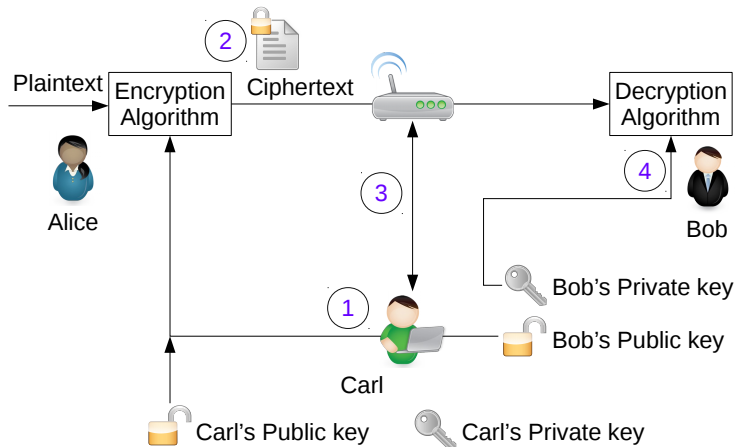 2
Plaintext
Encryption
Algorithm
Ciphertext
Decryption
Algorithm
Alice
3
4
Bob
1
Bob's Private key
Bob's Public key
Carl
Carl's Public key
Carl's Private key